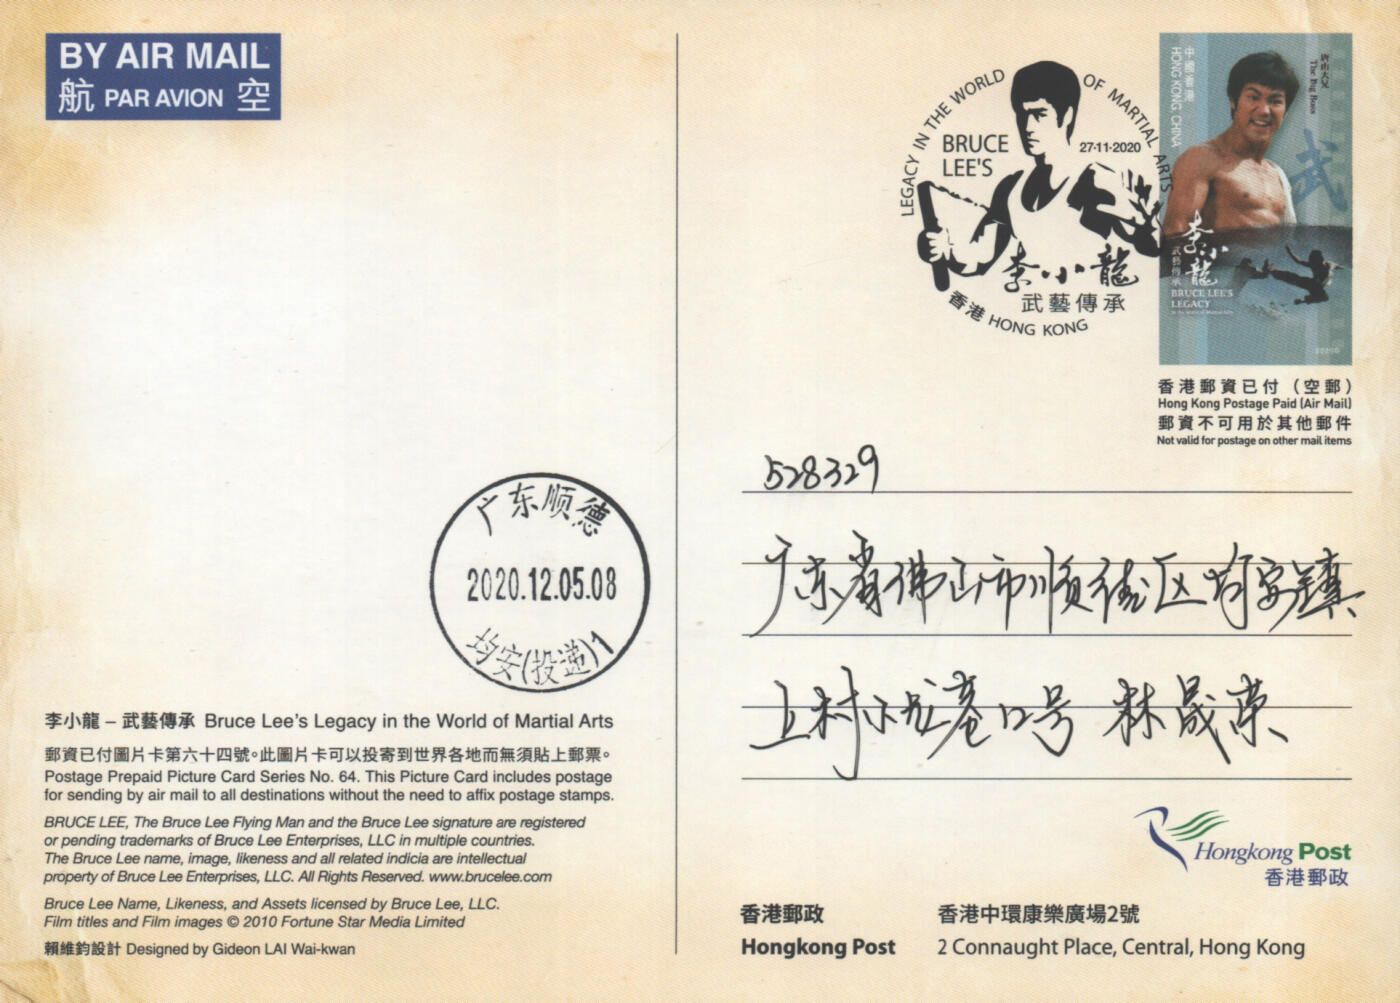 BY AIR MAIL
航 PAR AVION 空
LEGACY IN THE WORLD OF MARTIAL ARTS
BRUCE
LEE'S
27-11-2020
李小龍
武藝傳承
香港 HONG KONG
中國香港
HONG KONG, CHINA
唐山大兄
The Big Boss
武
李小龍
武藝傳承
BRUCE LEE'S
LEGACY
in the World of Martial Arts
香港郵資已付（空郵）
Hong Kong Postage Paid (Air Mail)
郵資不可用於其他郵件
Not valid for postage on other mail items
528329
广东省佛山市顺德区均安镇
上村 12号 林晟荣
广东顺德
2020.12.05.08
均安(投递)1
李小龍 – 武藝傳承 Bruce Lee's Legacy in the World of Martial Arts
郵資已付圖片卡第六十四號。此圖片卡可以投寄到世界各地而無須貼上郵票。
Postage Prepaid Picture Card Series No. 64. This Picture Card includes postage
for sending by air mail to all destinations without the need to affix postage stamps.
BRUCE LEE, The Bruce Lee Flying Man and the Bruce Lee signature are registered
or pending trademarks of Bruce Lee Enterprises, LLC in multiple countries.
The Bruce Lee name, image, likeness and all related indicia are intellectual
property of Bruce Lee Enterprises, LLC. All Rights Reserved. www.brucelee.com
Bruce Lee Name, Likeness, and Assets licensed by Bruce Lee, LLC.
Film titles and Film images © 2010 Fortune Star Media Limited
賴維鈞設計 Designed by Gideon LAI Wai-kwan
Hongkong Post
香港郵政
香港郵政 香港中環康樂廣場2號
Hongkong Post 2 Connaught Place, Central, Hong Kong